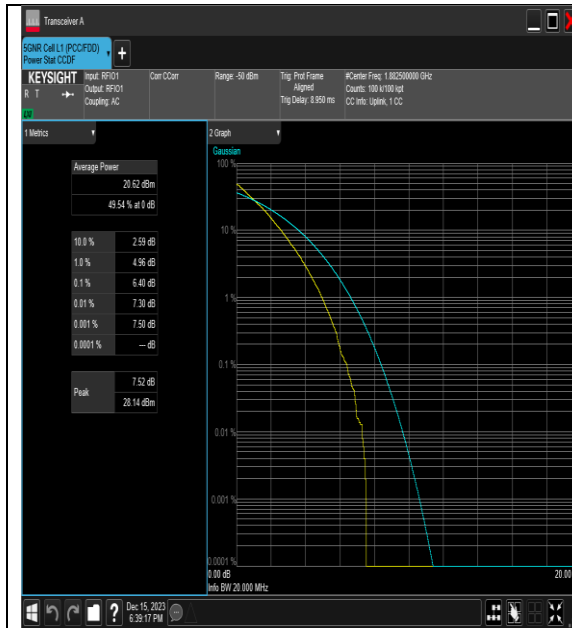 Transceiver A
5GNR Cell L1 (PCC/FDD)
Power Stat CCDF
+
KEYSIGHT
R T
Input: RFIO1
Output: RFIO1
Coupling: AC
Corr CCorr
Range: -50 dBm
Trig: Prot Frame
Aligned
Trig Delay: 8.950 ms
#Center Freq: 1.882500000 GHz
Counts: 100 k/100 kpt
CC Info: Uplink, 1 CC
1 Metrics
Average Power
20.62 dBm
49.54 % at 0 dB
10.0 % 2.59 dB
1.0 % 4.96 dB
0.1 % 6.40 dB
0.01 % 7.30 dB
0.001 % 7.50 dB
0.0001 % --- dB
Peak
7.52 dB
28.14 dBm
2 Graph
Gaussian
100 %
10 %
1 %
0.1 %
0.01 %
0.001 %
0.0001 %
0.00 dB 20.00
Info BW 20.000 MHz
?
Dec 15, 2023
6:39:17 PM